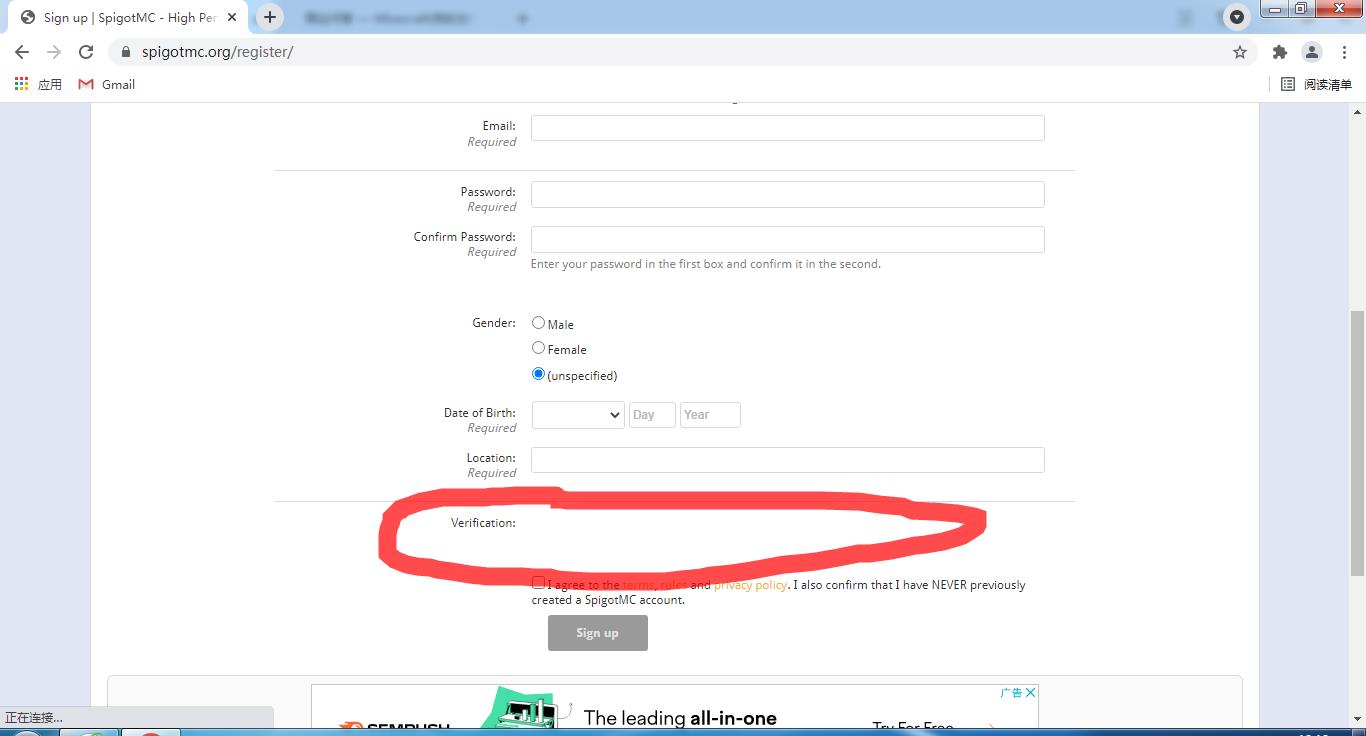 Sign up | SpigotMC - High Per
spigotmc.org/register/
应用
Gmail
阅读清单
Email:
Required
Password:
Required
Confirm Password:
Required
Enter your password in the first box and confirm it in the second.
Gender:
Male
Female
(unspecified)
Date of Birth:
Required
Day
Year
Location:
Required
Verification:
I agree to the terms, rules and privacy policy. I also confirm that I have NEVER previously
created a SpigotMC account.
Sign up
广告
SEMRUSH
The leading all-in-one
Try For Free
正在连接...